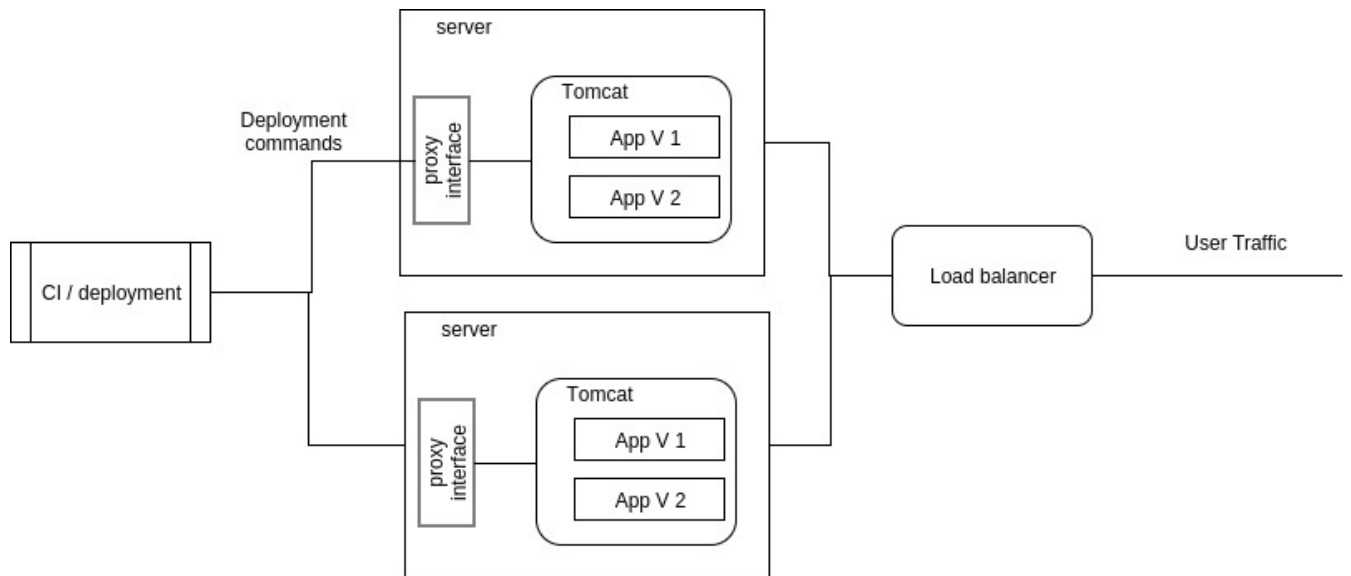 server
Tomcat
Deployment
commands
proxy
interface
App V 1
App V 2
User Traffic
CI / deployment
Load balancer
server
Tomcat
proxy
interface
App V 1
App V 2